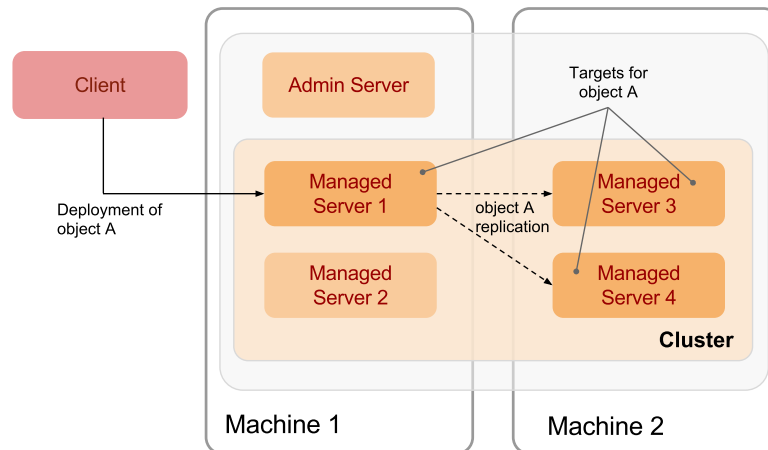 Client
Admin Server
Targets for
object A
Managed
Server 1
Managed
Server 3
Deployment of
object A
object A
replication
Managed
Server 2
Managed
Server 4
Cluster
Machine 1
Machine 2